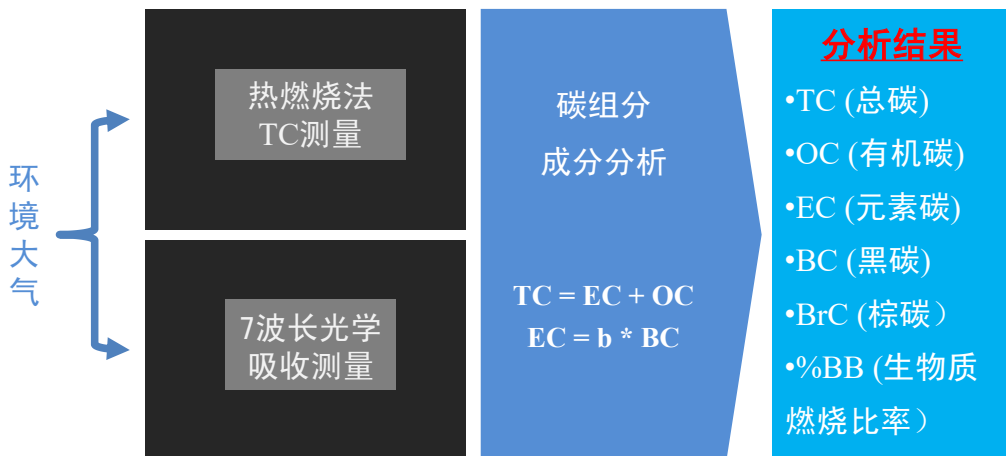 环
境
大
气
热燃烧法
TC测量
7波长光学
吸收测量
碳组分
成分分析
TC = EC + OC
EC = b * BC
分析结果
•TC (总碳)
•OC (有机碳)
•EC (元素碳)
•BC (黑碳)
•BrC (棕碳）
•%BB (生物质
燃烧比率）